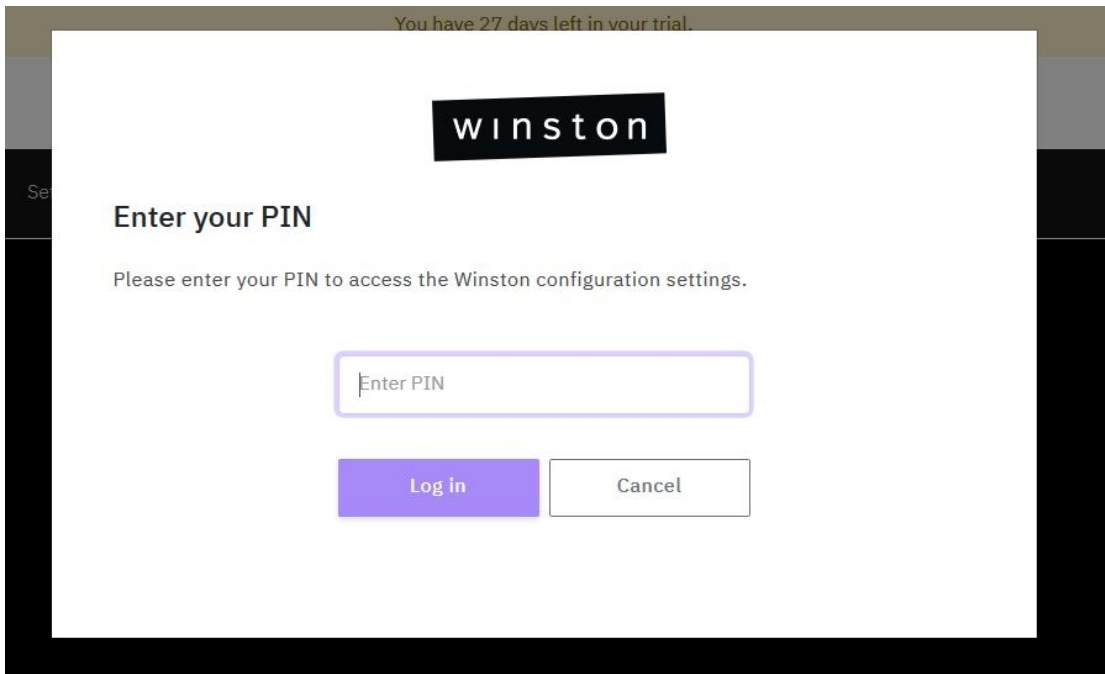 You have 27 days left in your trial.
winston
Enter your PIN
Please enter your PIN to access the Winston configuration settings.
Enter PIN
Log in
Cancel